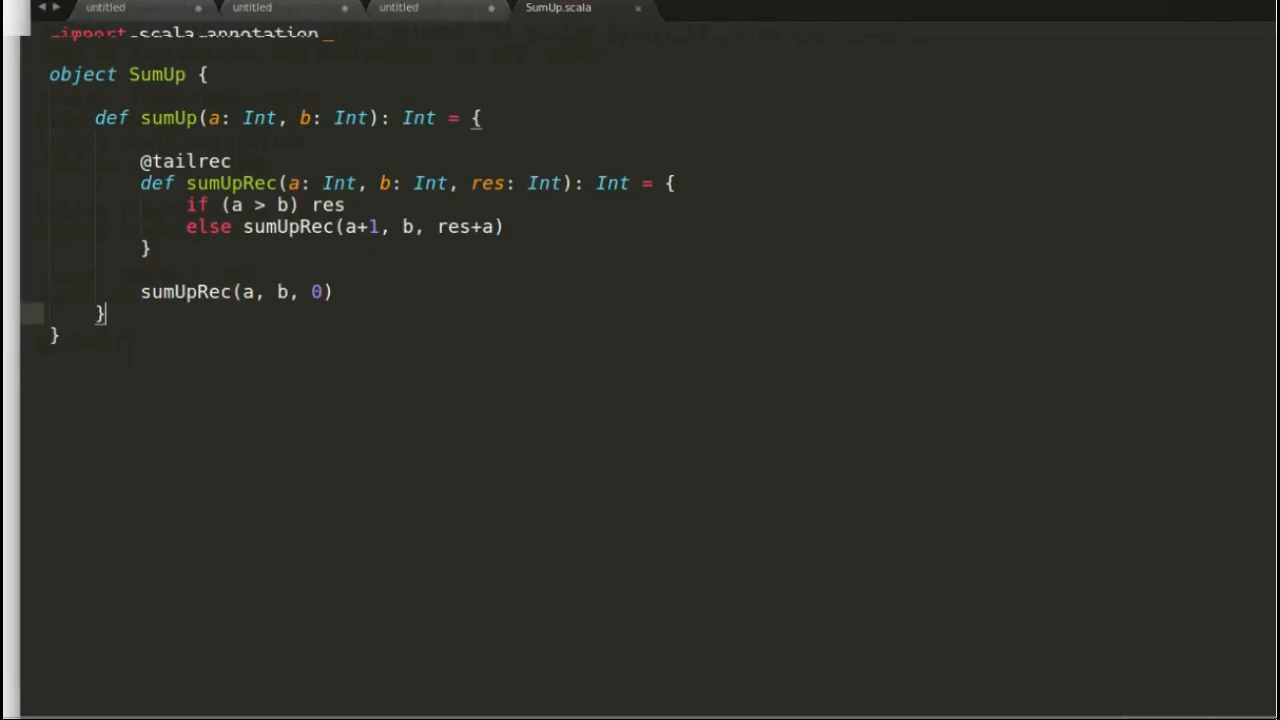 untitled untitled untitled SumUp.scala
import scala.annotation._
object SumUp {
def sumUp(a: Int, b: Int): Int = {
@tailrec
def sumUpRec(a: Int, b: Int, res: Int): Int = {
if (a > b) res
else sumUpRec(a+1, b, res+a)
}
sumUpRec(a, b, 0)
}
}